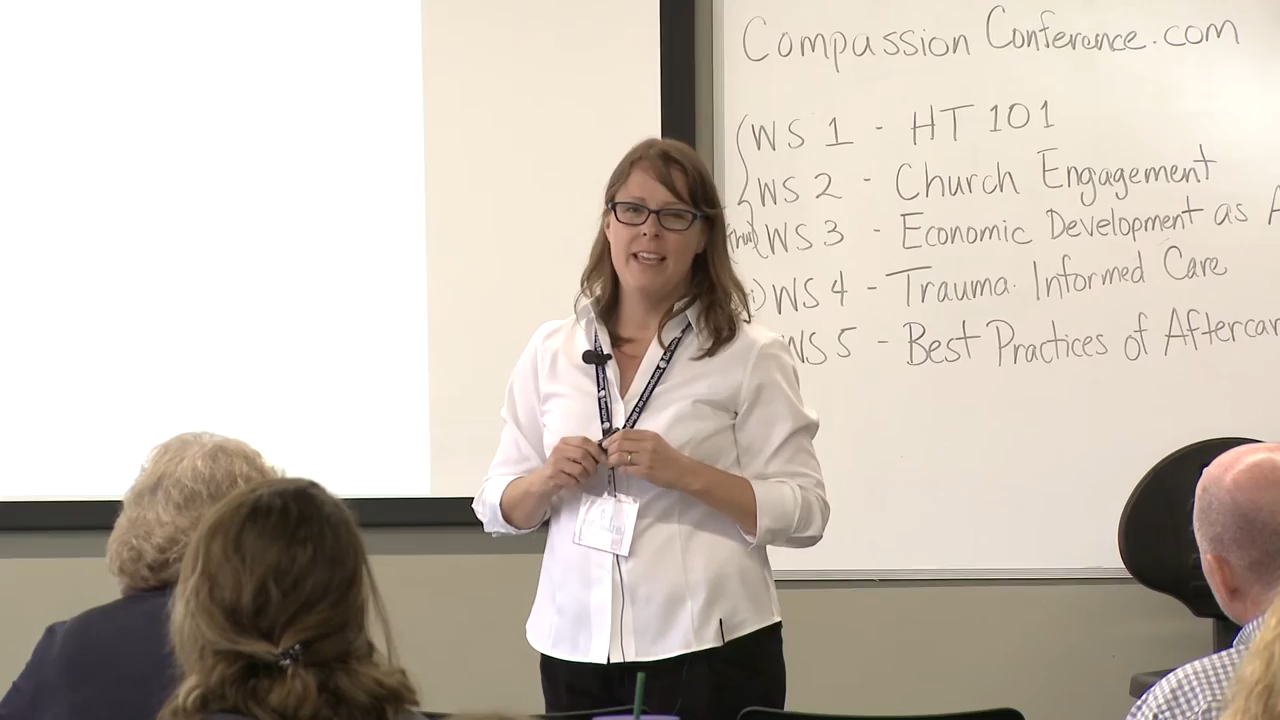 Compassion Conference.com
WS 1 - HT 101
WS 2 - Church Engagement
WS 3 - Economic Development as
WS 4 - Trauma Informed Care
WS 5 - Best Practices of